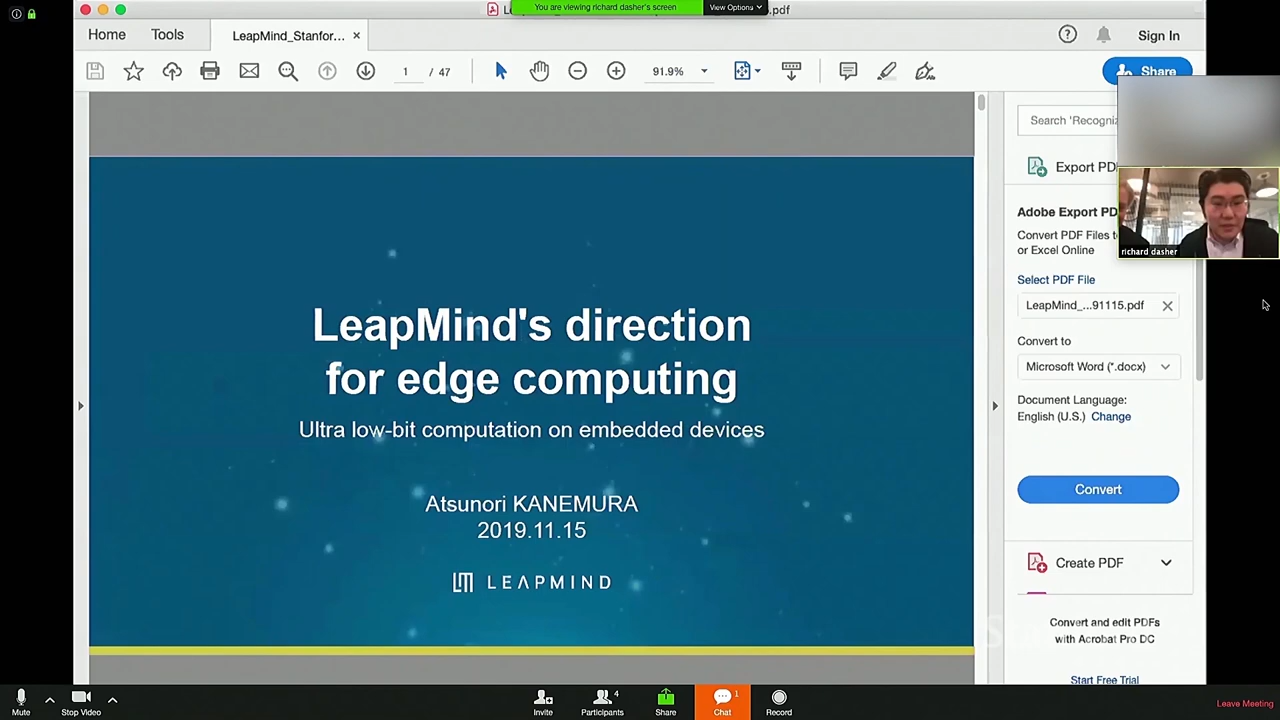 You are viewing richard dasher's screen
View Options
.pdf
Home
Tools
LeapMind_Stanfor...
Sign In
1 / 47
91.9%
Share
Search 'Recogniz
Export PD
Adobe Export PD
Convert PDF Files t
or Excel Online
Select PDF File
LeapMind_...91115.pdf
Convert to
Microsoft Word (*.docx)
Document Language:
English (U.S.) Change
Convert
Create PDF
Convert and edit PDFs
with Acrobat Pro DC
Start Free Trial
richard dasher
LeapMind's direction
for edge computing
Ultra low-bit computation on embedded devices
Atsunori KANEMURA
2019.11.15
LEAPMIND
Mute
Stop Video
Invite
Participants
4
Share
Chat
1
Record
Leave Meeting